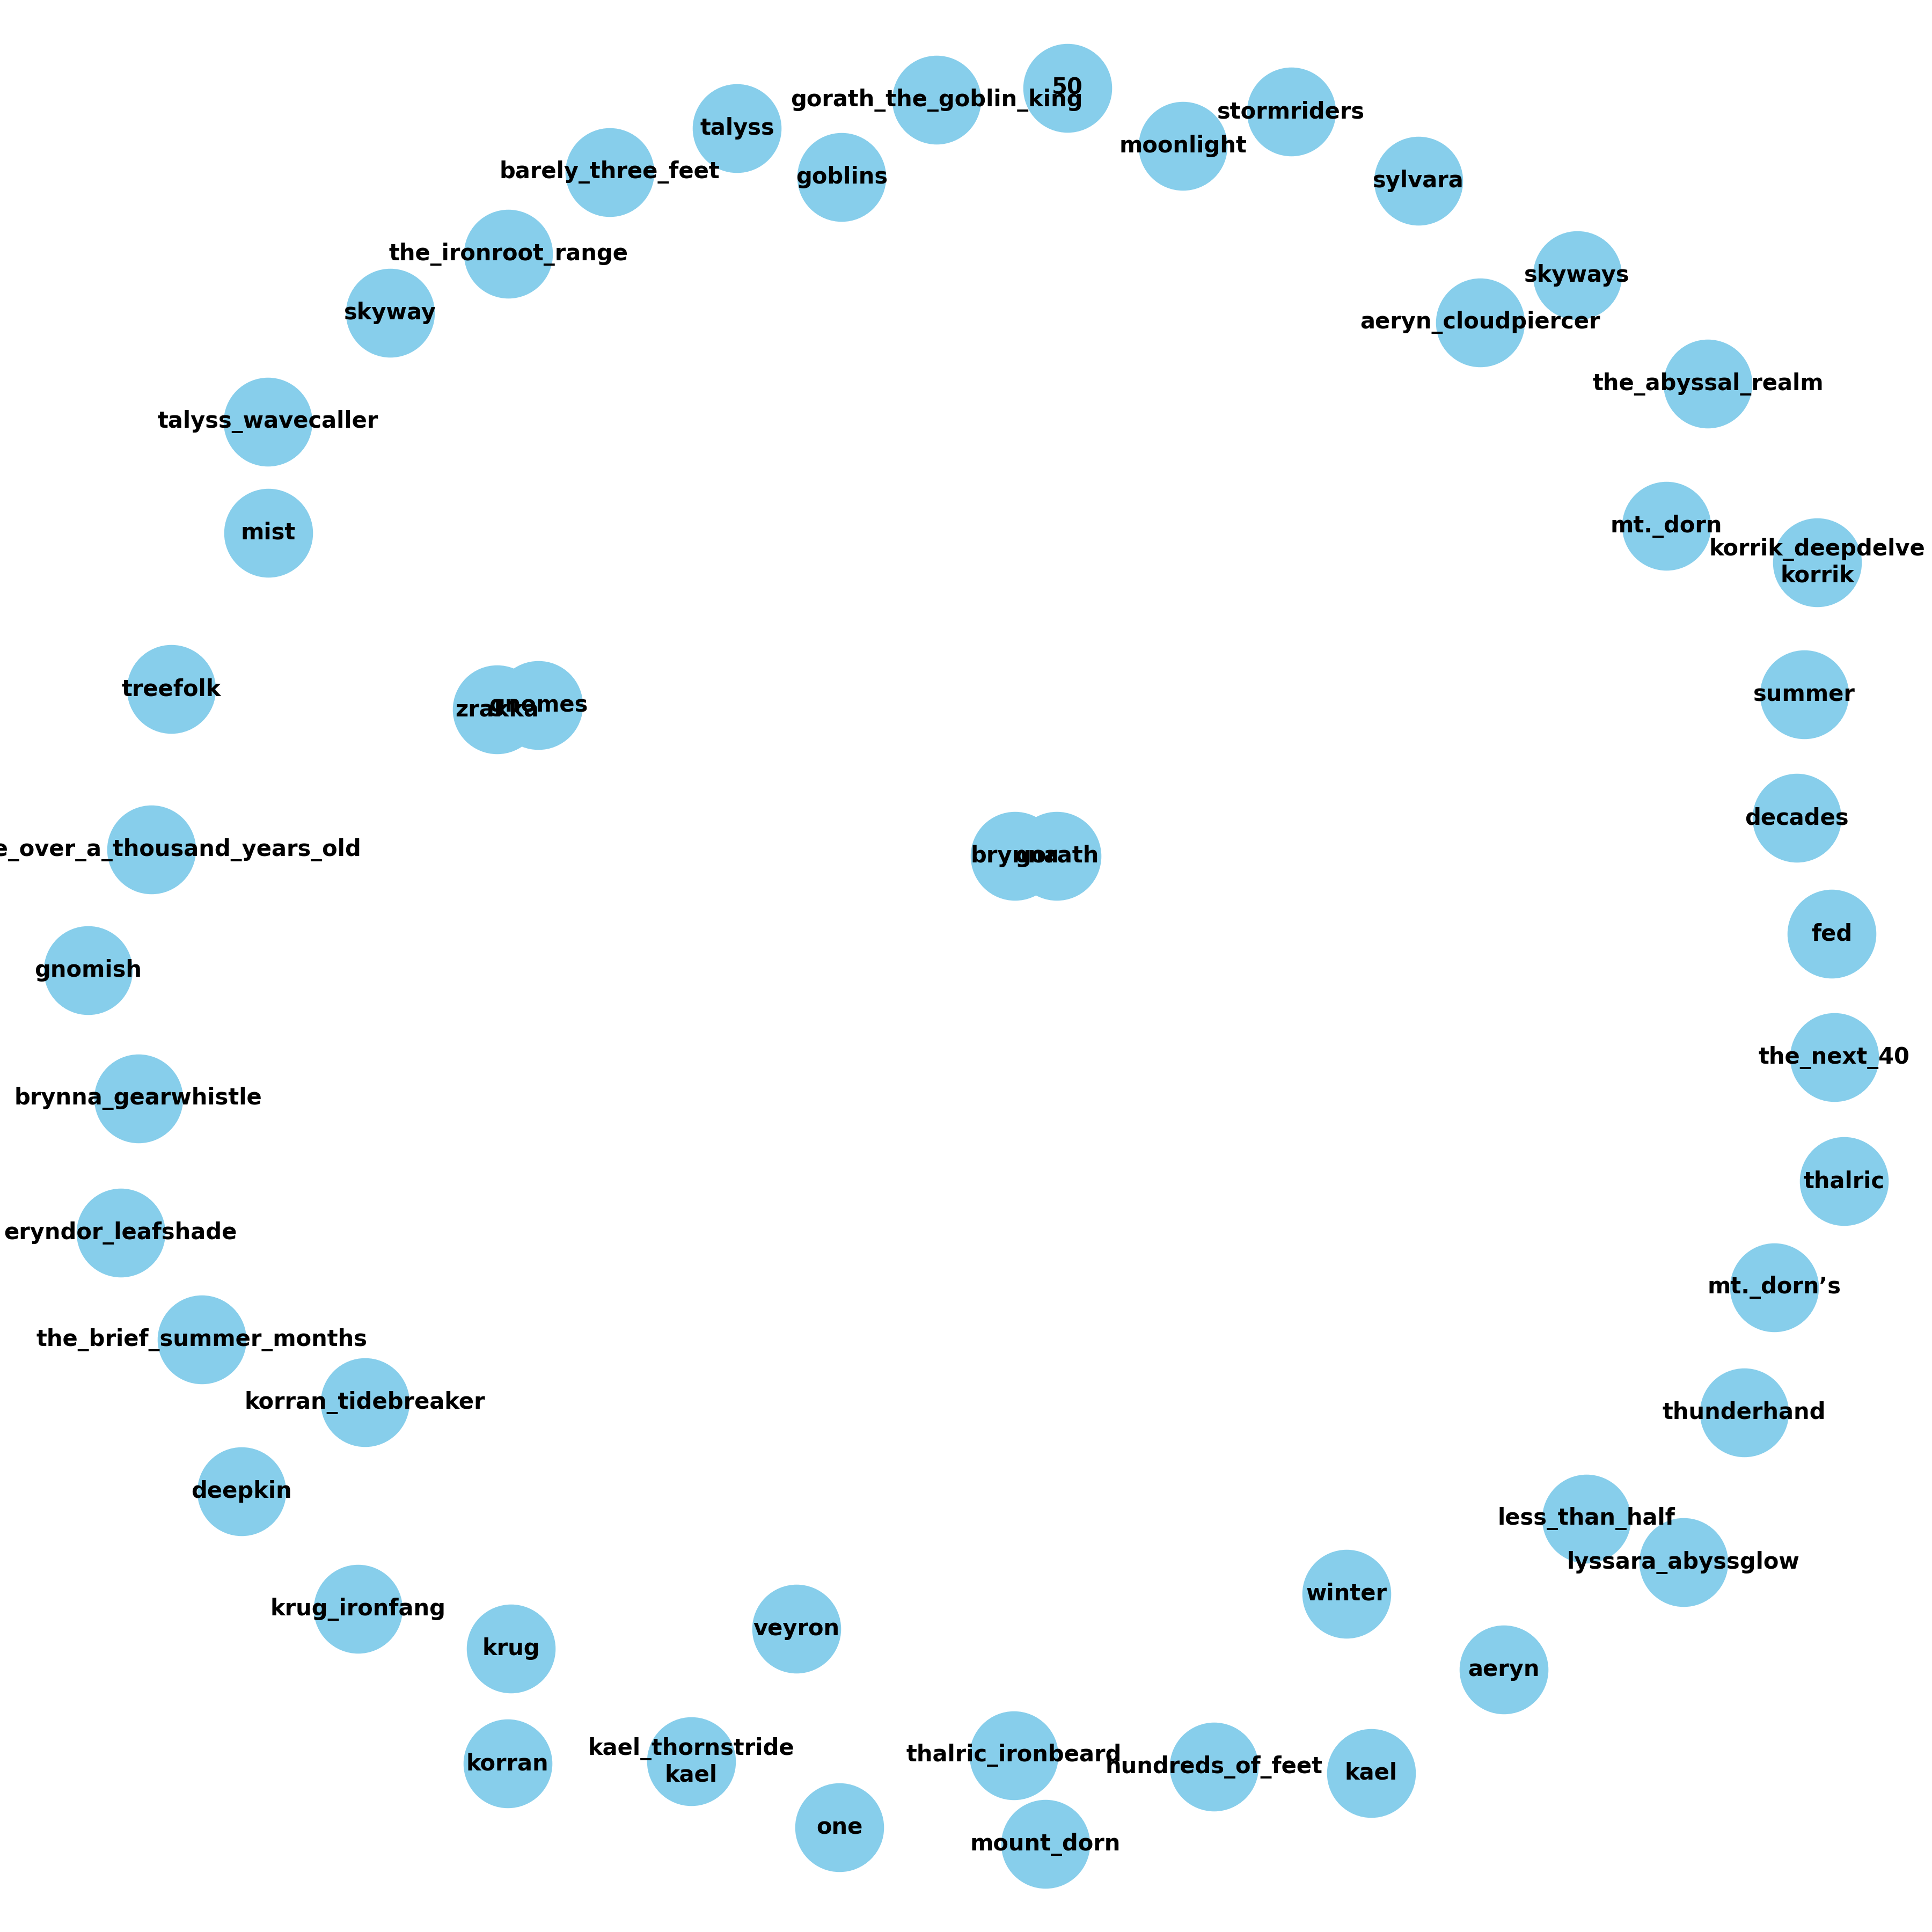 50
gorath_the_goblin_king
stormriders
talyss
moonlight
barely_three_feet
goblins
sylvara
the_ironroot_range
skyways
skyway
aeryn_cloudpiercer
the_abyssal_realm
talyss_wavecaller
mt._dorn
mist
korrik_deepdelve
korrik
treefolk
summer
zrakka
gnomes
decades
e_over_a_thousand_years_old
brynna
gorath
fed
gnomish
the_next_40
brynna_gearwhistle
thalric
eryndor_leafshade
mt._dorn’s
the_brief_summer_months
korran_tidebreaker
thunderhand
deepkin
less_than_half
lyssara_abyssglow
winter
krug_ironfang
veyron
krug
aeryn
kael_thornstride
kael
thalric_ironbeard
korran
hundreds_of_feet
kael
one
mount_dorn